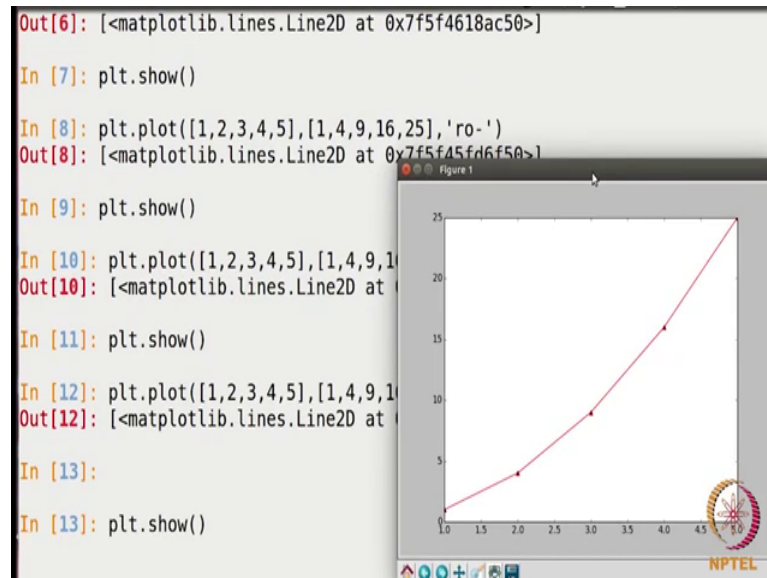 Out[6]: [<matplotlib.lines.Line2D at 0x7f5f4618ac50>]
In [7]: plt.show()
In [8]: plt.plot([1,2,3,4,5],[1,4,9,16,25],'ro-')
Out[8]: [<matplotlib.lines.Line2D at 0x7f5f45fd6f50>]
Figure 1
In [9]: plt.show()
In [10]: plt.plot([1,2,3,4,5],[1,4,9,1
Out[10]: [<matplotlib.lines.Line2D at
In [11]: plt.show()
In [12]: plt.plot([1,2,3,4,5],[1,4,9,1
Out[12]: [<matplotlib.lines.Line2D at
In [13]:
In [13]: plt.show()
25
20
15
10
5
0
1.0 1.5 2.0 2.5 3.0 3.5 4.0 4.5 5.0
NPTEL